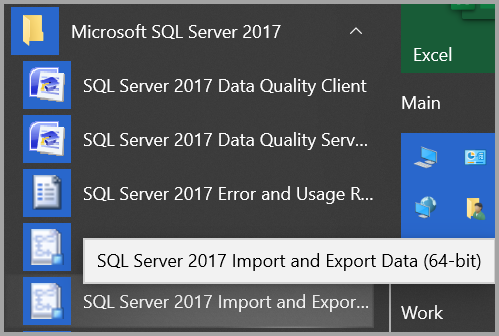 Microsoft SQL Server 2017
Excel
SQL Server 2017 Data Quality Client
Main
SQL Server 2017 Data Quality Serv...
SQL Server 2017 Error and Usage R...
SQL Server 2017 Import and Export Data (64-bit)
SQL Server 2017 Import and Expor...
Work